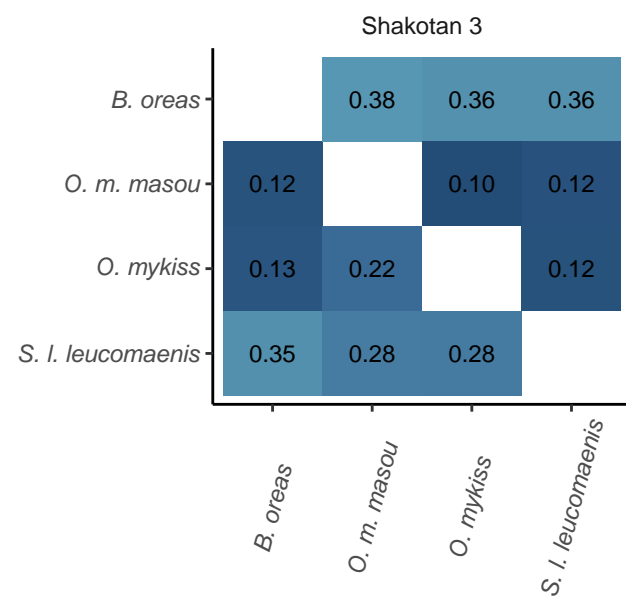 Shakotan 3
B. oreas 0.38 0.36 0.36
O. m. masou 0.12 0.10 0.12
O. mykiss 0.13 0.22 0.12
S. l. leucomaenis 0.35 0.28 0.28
B. oreas
O. m. masou
O. mykiss
S. l. leucomaenis